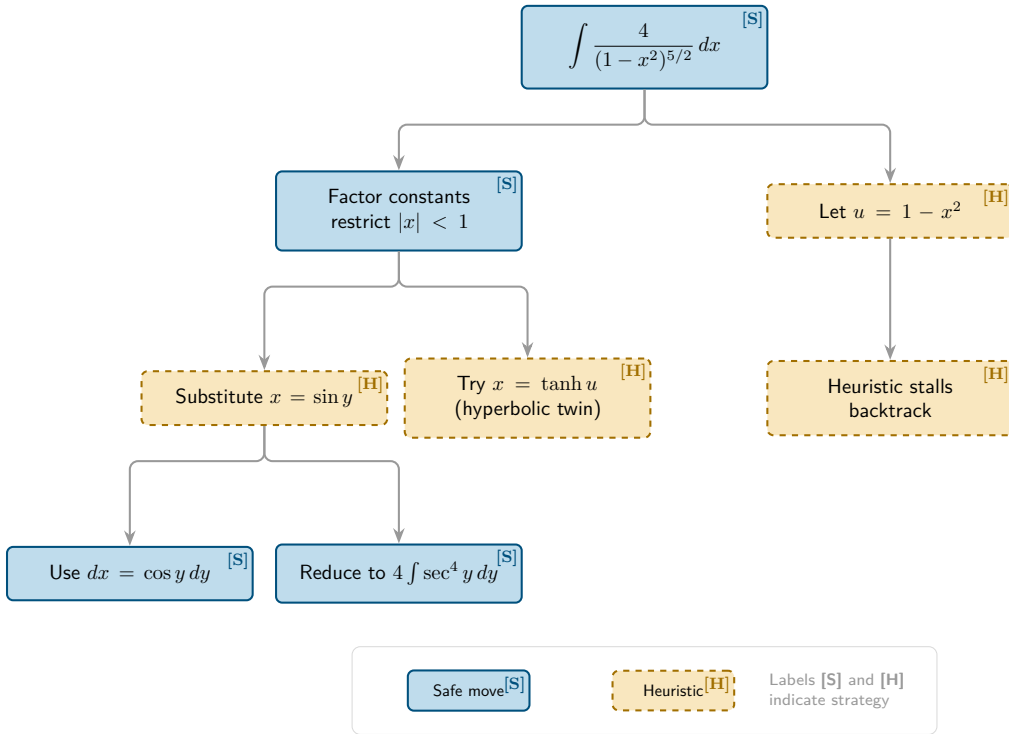 [S]
∫ 4/(1 − x²)^{5/2} dx
[S]
Factor constants
restrict |x| < 1
[H]
Let u = 1 − x²
[H]
Substitute x = sin y
[H]
Try x = tanh u
(hyperbolic twin)
[H]
Heuristic stalls
backtrack
[S]
Use dx = cos y dy
[S]
Reduce to 4 ∫ sec⁴ y dy
Safe move [S]
Heuristic [H]
Labels [S] and [H]
indicate strategy